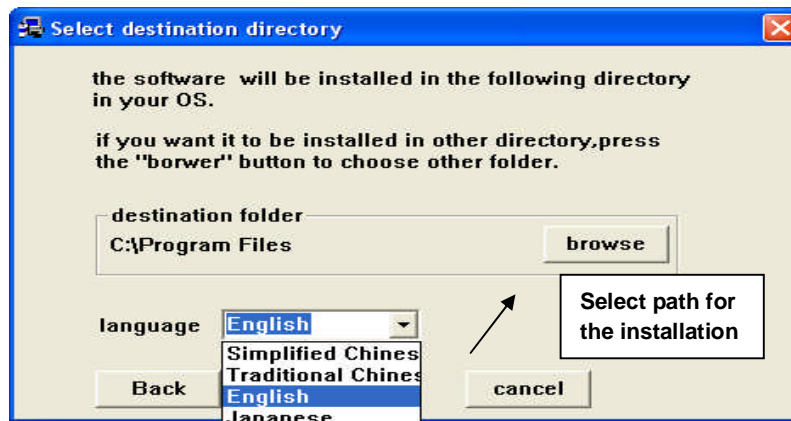 Select destination directory
the software will be installed in the following directory
in your OS.
if you want it to be installed in other directory,press
the "borwer" button to choose other folder.
destination folder
C:\Program Files
browse
Select path for
the installation
language
English
Simplified Chines
Traditional Chines
English
Japanese
Back
cancel